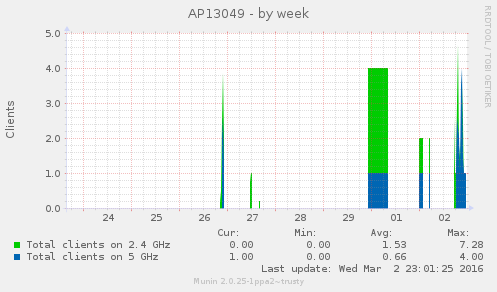 AP13049 - by week
RRDTOOL / TOBI OETIKER
Clients
5.0
4.0
3.0
2.0
1.0
0.0
24 25 26 27 28 29 01 02
Cur: Min: Avg: Max:
Total clients on 2.4 GHz 0.00 0.00 1.53 7.28
Total clients on 5 GHz 1.00 0.00 0.66 4.00
Last update: Wed Mar 2 23:01:25 2016
Munin 2.0.25-1ppa2~trusty